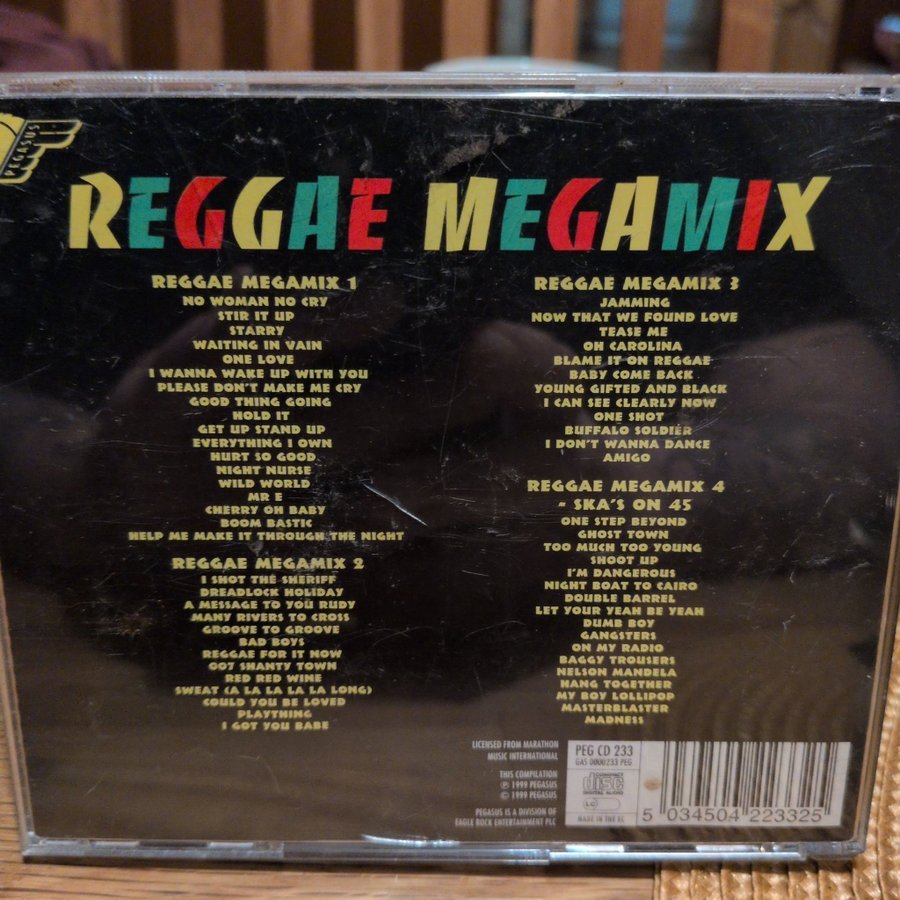 PEGASUS
REGGAE MEGAMIX
REGGAE MEGAMIX 1
NO WOMAN NO CRY
STIR IT UP
STARRY
WAITING IN VAIN
ONE LOVE
I WANNA WAKE UP WITH YOU
PLEASE DON'T MAKE ME CRY
GOOD THING GOING
HOLD IT
GET UP STAND UP
EVERYTHING I OWN
HURT SO GOOD
NIGHT NURSE
WILD WORLD
MR E
CHERRY OH BABY
BOOM BASTIC
HELP ME MAKE IT THROUGH THE NIGHT
REGGAE MEGAMIX 2
I SHOT THE SHERIFF
DREADLOCK HOLIDAY
A MESSAGE TO YOU RUDY
MANY RIVERS TO CROSS
GROOVE TO GROOVE
BAD BOYS
REGGAE FOR IT NOW
007 SHANTY TOWN
RED RED WINE
SWEAT (A LA LA LA LA LONG)
COULD YOU BE LOVED
PLAYTHING
I GOT YOU BABE
REGGAE MEGAMIX 3
JAMMING
NOW THAT WE FOUND LOVE
TEASE ME
OH CAROLINA
BLAME IT ON REGGAE
BABY COME BACK
YOUNG GIFTED AND BLACK
I CAN SEE CLEARLY NOW
ONE SHOT
BUFFALO SOLDIER
I DON'T WANNA DANCE
AMIGO
REGGAE MEGAMIX 4
- SKA'S ON 45
ONE STEP BEYOND
GHOST TOWN
TOO MUCH TOO YOUNG
SHOOT UP
I'M DANGEROUS
NIGHT BOAT TO CAIRO
DOUBLE BARREL
LET YOUR YEAH BE YEAH
DUMB BOY
GANGSTERS
ON MY RADIO
BAGGY TROUSERS
NELSON MANDELA
HANG TOGETHER
MY BOY LOLLIPOP
MASTERBLASTER
MADNESS
LICENSED FROM MARATHON
MUSIC INTERNATIONAL
THIS COMPILATION
℗ 1999 PEGASUS
© 1999 PEGASUS
PEGASUS IS A DIVISION OF
EAGLE ROCK ENTERTAINMENT PLC
PEG CD 233
GAS 0000233 PEG
COMPACT
disc
DIGITAL AUDIO
LC
MADE IN THE EC
5 034504 223325